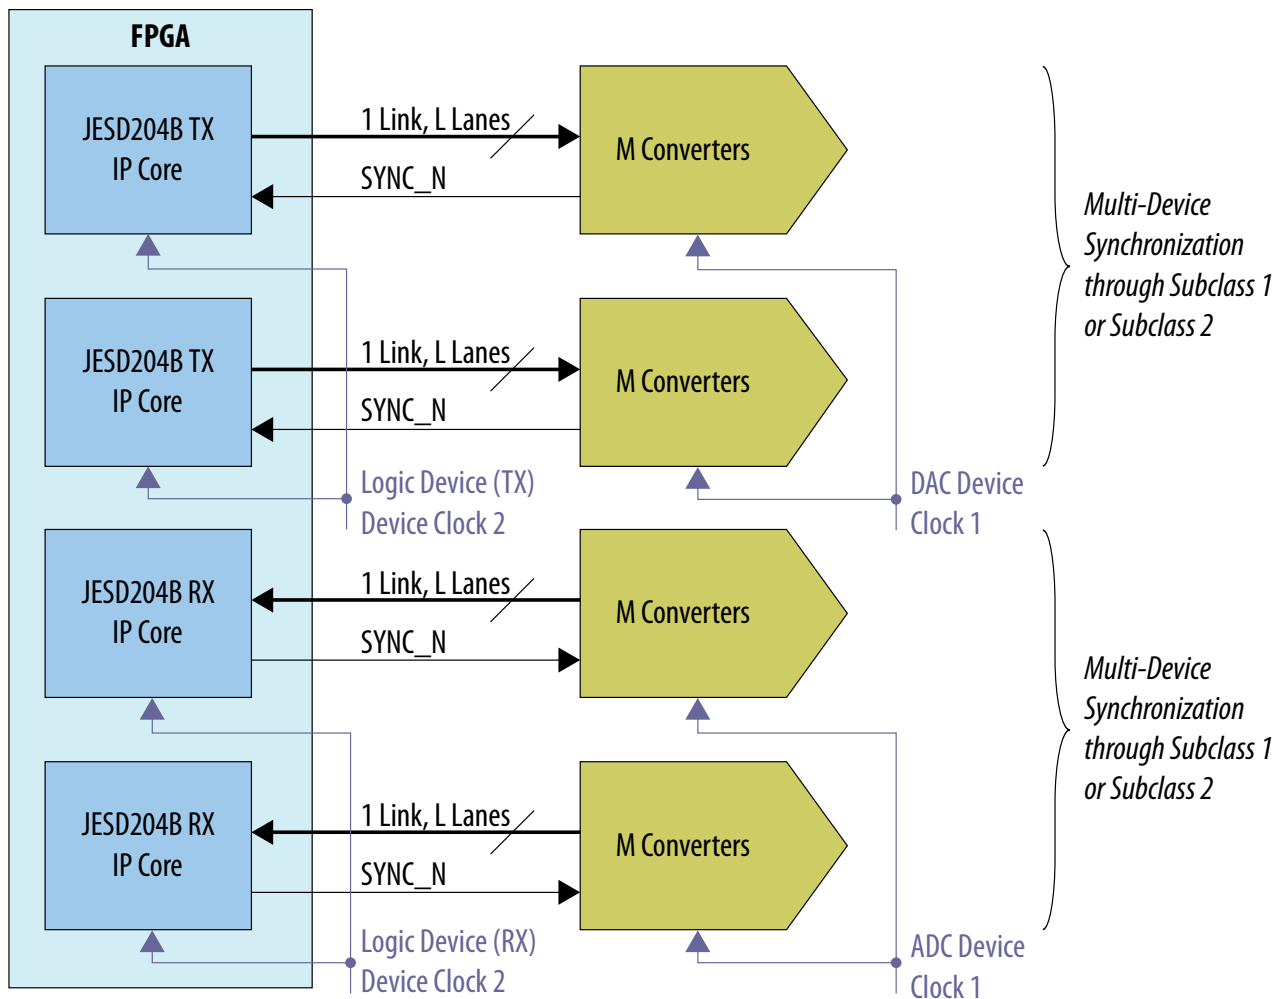 FPGA
JESD204B TX
IP Core
1 Link, L Lanes
SYNC_N
M Converters
JESD204B TX
IP Core
1 Link, L Lanes
SYNC_N
M Converters
Multi-Device
Synchronization
through Subclass 1
or Subclass 2
Logic Device (TX)
Device Clock 2
DAC Device
Clock 1
JESD204B RX
IP Core
1 Link, L Lanes
SYNC_N
M Converters
JESD204B RX
IP Core
1 Link, L Lanes
SYNC_N
M Converters
Multi-Device
Synchronization
through Subclass 1
or Subclass 2
Logic Device (RX)
Device Clock 2
ADC Device
Clock 1